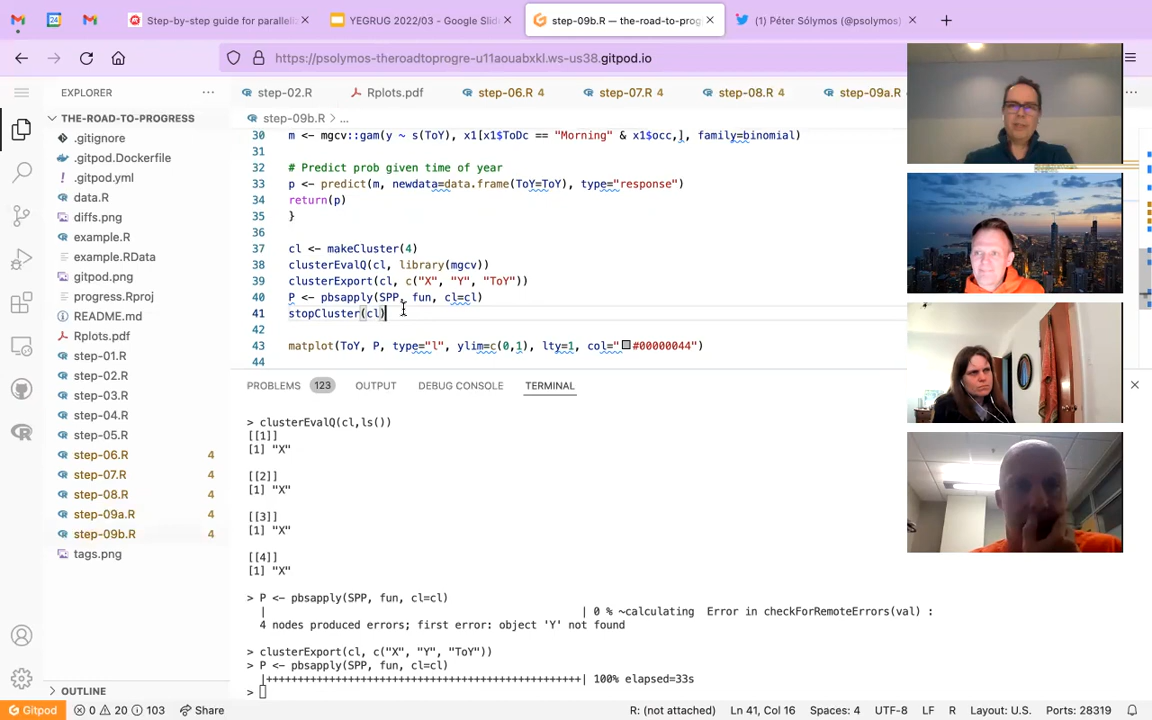 Step-by-step guide for paralleliz
YEGRUG 2022/03 - Google Slide
step-09b.R — the-road-to-prog
(1) Péter Sólymos (@psolymos)
https://psolymos-theroadtoprogre-u11aouabxkl.ws-us38.gitpod.io
EXPLORER
step-02.R
Rplots.pdf
step-06.R 4
step-07.R 4
step-08.R 4
step-09a.R
THE-ROAD-TO-PROGRESS
step-09b.R > ...
.gitignore
.gitpod.Dockerfile
.gitpod.yml
data.R
diffs.png
example.R
example.RData
gitpod.png
progress.Rproj
README.md
Rplots.pdf
step-01.R
step-02.R
step-03.R
step-04.R
step-05.R
step-06.R 4
step-07.R 4
step-08.R 4
step-09a.R 4
step-09b.R 4
tags.png
OUTLINE
30 m <- mgcv::gam(y ~ s(ToY), x1[x1$ToDc == "Morning" & x1$occ,], family=binomial)
31
32 # Predict prob given time of year
33 p <- predict(m, newdata=data.frame(ToY=ToY), type="response")
34 return(p)
35 }
36
37 cl <- makeCluster(4)
38 clusterEvalQ(cl, library(mgcv))
39 clusterExport(cl, c("X", "Y", "ToY"))
40 P <- pbsapply(SPP, fun, cl=cl)
41 stopCluster(cl)
42
43 matplot(ToY, P, type="l", ylim=c(0,1), lty=1, col="#00000044")
44
PROBLEMS 123 OUTPUT DEBUG CONSOLE TERMINAL
> clusterEvalQ(cl,ls())
[[1]]
[1] "X"
[[2]]
[1] "X"
[[3]]
[1] "X"
[[4]]
[1] "X"
> P <- pbsapply(SPP, fun, cl=cl)
| | 0 % ~calculating Error in checkForRemoteErrors(val) :
4 nodes produced errors; first error: object 'Y' not found
> clusterExport(cl, c("X", "Y", "ToY"))
> P <- pbsapply(SPP, fun, cl=cl)
|++++++++++++++++++++++++++++++++++++++++++++++++++| 100% elapsed=33s
>
Gitpod 0 20 103 Share R: (not attached) Ln 41, Col 16 Spaces: 4 UTF-8 LF R Layout: U.S. Ports: 28319